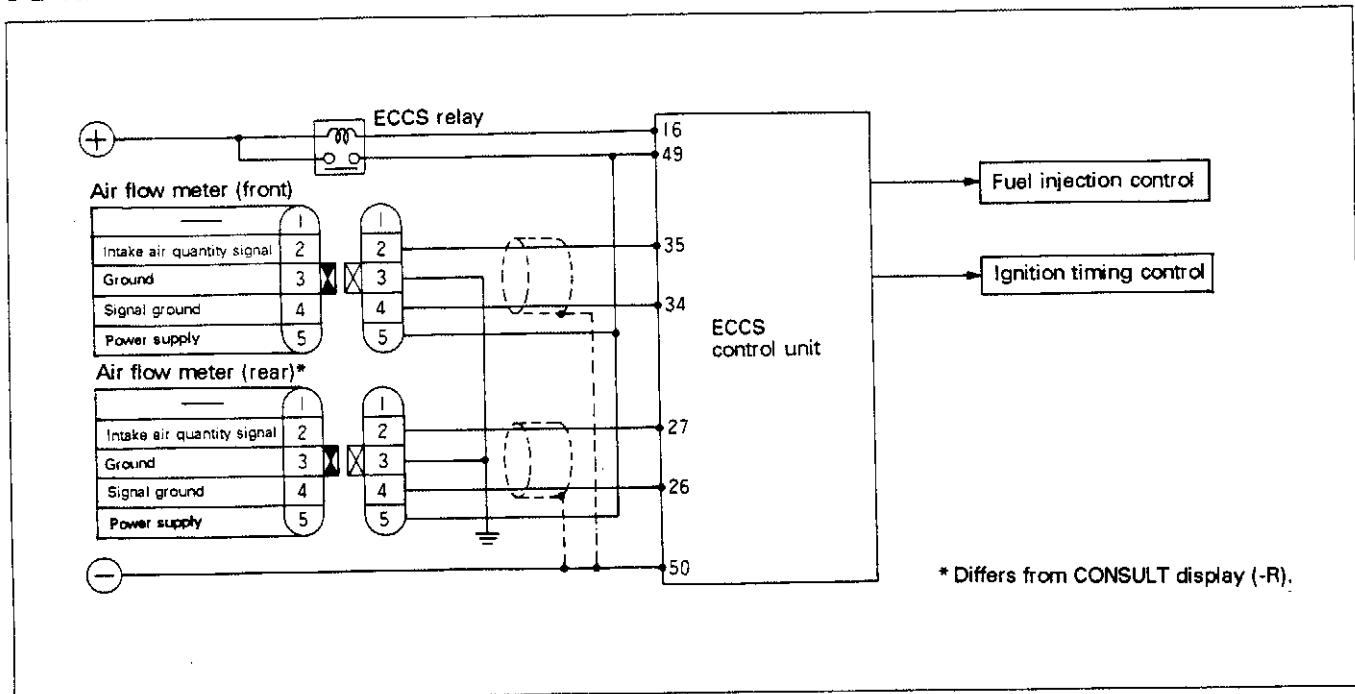 ECCS relay
+
16
49
Air flow meter (front)
1 1
Intake air quantity signal 2 2
Ground 3 3
Signal ground 4 4
Power supply 5 5
35
34
Air flow meter (rear)*
1 1
Intake air quantity signal 2 2
Ground 3 3
Signal ground 4 4
Power supply 5 5
27
26
−
50
ECCS
control unit
Fuel injection control
Ignition timing control
* Differs from CONSULT display (-R).